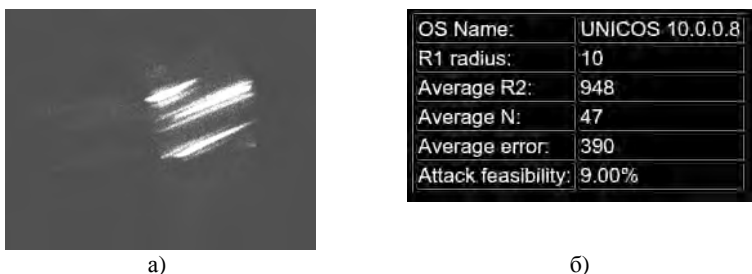 OS Name: UNICOS 10.0.0.8
R1 radius: 10
Average R2: 948
Average N: 47
Average error: 390
Attack feasibility: 9.00%
а) б)